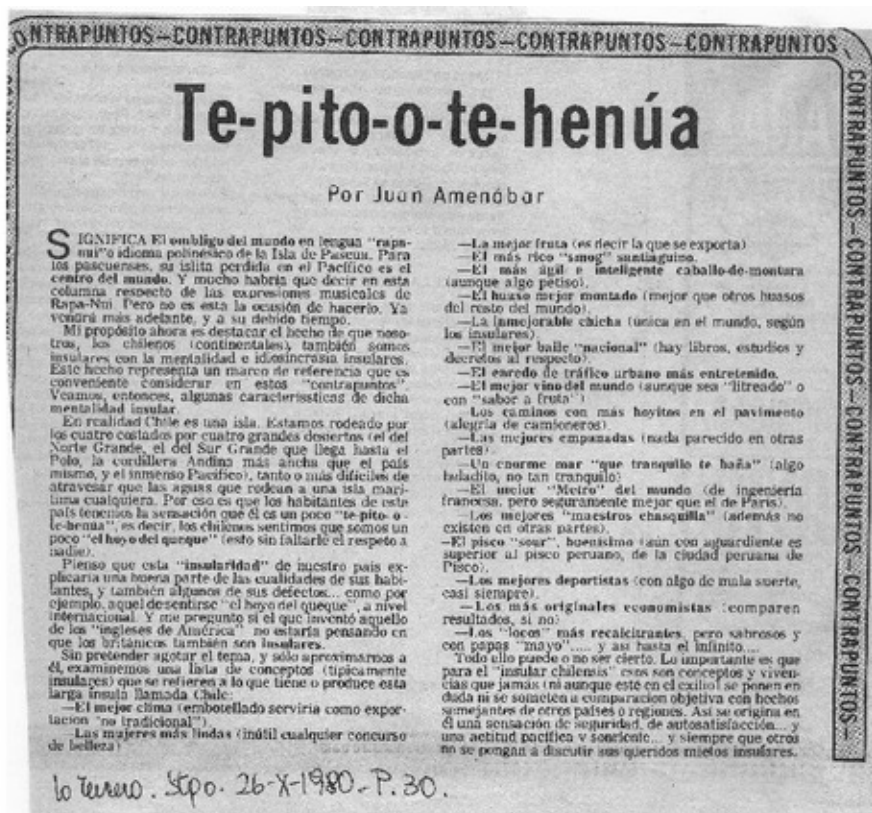 CONTRAPUNTOS—CONTRAPUNTOS—CONTRAPUNTOS—CONTRAPUNTOS—CONTRAPUNTOS
Te-pito-o-te-henúa
Por Juan Amenábar
SIGNIFICA El ombligo del mundo en lengua "rapa-
nui" o idioma polinésico de la Isla de Pascua. Para
los pascuenses, su islita perdida en el Pacífico es el
centro del mundo. Y mucho habría que decir en esta
columna respecto de las expresiones musicales de
Rapa-Nui. Pero no es esta la ocasión de hacerlo. Ya
vendrá más adelante, y a su debido tiempo.
Mi propósito ahora es destacar el hecho de que noso-
tros, los chilenos (continentales), también somos
insulares con la mentalidad e idiosincrasia insulares.
Este hecho representa un marco de referencia que es
conveniente considerar en estos "contrapuntos".
Veamos, entonces, algunas caracterissticas de dicha
mentalidad insular.
En realidad Chile es una isla. Estamos rodeado por
los cuatro costados por cuatro grandes desiertos (el del
Norte Grande, el del Sur Grande que llega hasta el
Polo, la cordillera Andina más ancha que el país
mismo, y el inmenso Pacífico), tanto o más difíciles de
atravesar que las aguas que rodean a una isla marí-
tima cualquiera. Por eso es que los habitantes de este
país tenemos la sensación que él es un poco "te-pito-o-
te-henua", es decir, los chilenos sentimos que somos un
poco "el hoyo del queque" (esto sin faltarle el respeto a
nadie).
Pienso que esta "insularidad" de nuestro país ex-
plicaría una buena parte de las cualidades de sus habi-
tantes, y también algunos de sus defectos... como por
ejemplo, aquel de sentirse "el hoyo del queque", a nivel
internacional. Y me pregunto si el que inventó aquello
de los "ingleses de América" no estaría pensando en
que los británicos también son insulares.
Sin pretender agotar el tema, y sólo aproximarnos a
él, examinemos una lista de conceptos (típicamente
insulares) que se refieren a lo que tiene o produce esta
larga ínsula llamada Chile:
—El mejor clima (embotellado serviría como expor-
tación "no tradicional").
—Las mujeres más lindas (inútil cualquier concurso
de belleza)
—La mejor fruta (es decir la que se exporta)
—El más rico "smog" santiaguino.
—El más ágil e inteligente caballo-de-montura
(aunque algo petiso).
—El huaso mejor montado (mejor que otros huasos
del resto del mundo).
—La inmejorable chicha (única en el mundo, según
los insulares)
—El mejor baile "nacional" (hay libros, estudios y
decretos al respecto).
—El enredo de tráfico urbano más entretenido.
—El mejor vino del mundo (aunque sea "litreado" o
con "sabor a fruta")
—Los caminos con más hoyitos en el pavimento
(alegría de camioneros).
—Las mejores empanadas (nada parecido en otras
partes)
—Un enorme mar "que tranquilo te baña" (algo
heladito, no tan tranquilo)
—El mejor "Metro" del mundo (de ingeniería
francesa, pero seguramente mejor que el de París).
—Los mejores "maestros chasquilla" (además no
existen en otras partes).
—El pisco "sour", buenísimo (aún con aguardiente es
superior al pisco peruano, de la ciudad peruana de
Pisco).
—Los mejores deportistas (con algo de mala suerte,
casi siempre).
—Los más originales economistas (comparen
resultados, si no)
—Los "locos" más recalcitrantes, pero sabrosos y
con papas "mayo"..... y así hasta el infinito....
Todo ello puede o no ser cierto. Lo importante es que
para el "insular chilensis" esos son conceptos y viven-
cias que jamás (ni aunque esté en el exilio) se ponen en
duda ni se someten a comparación objetiva con hechos
semejantes de otros países o regiones. Así se origina en
él una sensación de seguridad, de autosatisfacción... y
una actitud pacífica y sonriente... y siempre que otros
no se pongan a discutir sus queridos mielos insulares.
CONTRAPUNTOS—CONTRAPUNTOS—CONTRAPUNTOS—CONTRAPUNTOS—
La Tercera. Stgo. 26-X-1980.- P.30.